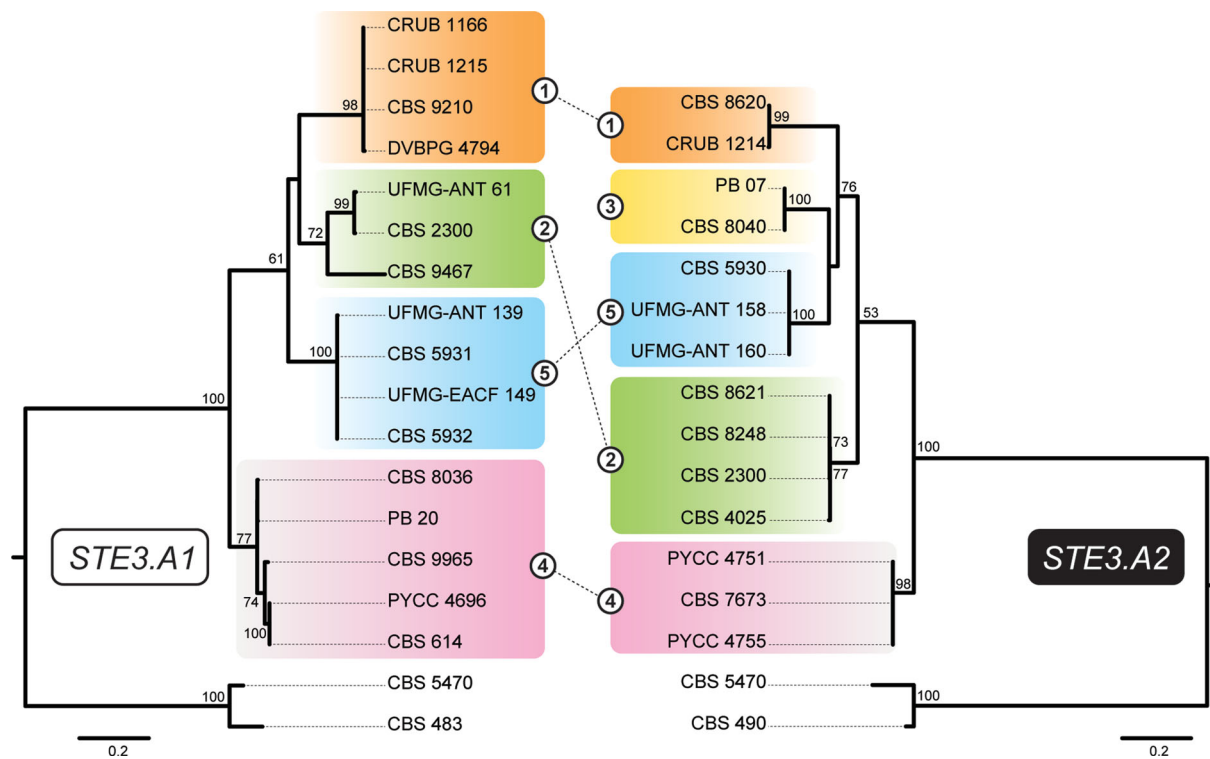 CRUB 1166
CRUB 1215
98
CBS 9210
DVBPG 4794
1
UFMG-ANT 61
99
CBS 2300
72
CBS 9467
2
61
UFMG-ANT 139
100
CBS 5931
UFMG-EACF 149
CBS 5932
5
100
CBS 8036
PB 20
77
CBS 9965
74
PYCC 4696
100
CBS 614
4
STE3.A1
CBS 5470
100
CBS 483
0.2
CBS 8620
99
CRUB 1214
1
PB 07
100
CBS 8040
3
76
CBS 5930
UFMG-ANT 158
100
UFMG-ANT 160
5
53
CBS 8621
CBS 8248
73
CBS 2300
77
CBS 4025
2
100
PYCC 4751
CBS 7673
98
PYCC 4755
4
STE3.A2
CBS 5470
100
CBS 490
0.2